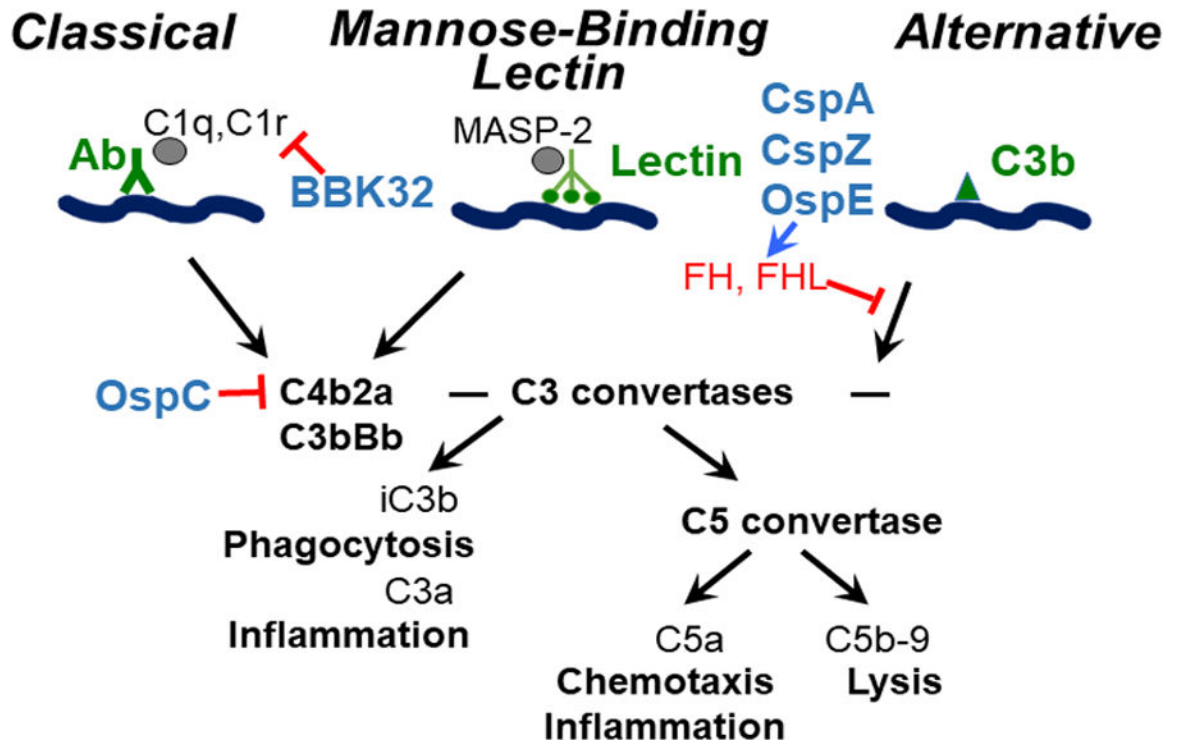 Classical
Mannose-Binding
Lectin
Alternative
C1q,C1r
Ab
BBK32
MASP-2
Lectin
CspA
CspZ
OspE
C3b
FH, FHL
OspC
C4b2a — C3 convertases —
C3bBb
iC3b
Phagocytosis
C3a
Inflammation
C5 convertase
C5a
Chemotaxis
Inflammation
C5b-9
Lysis